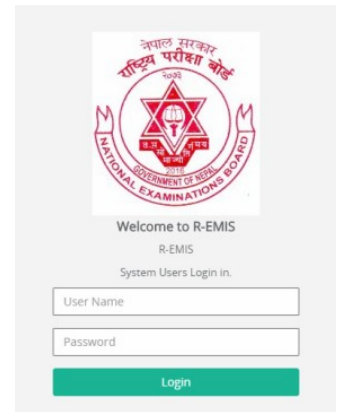 नेपाल सरकार
राष्ट्रिय परीक्षा बोर्ड
२०७३
त म सो मा ज्यो र्ति ग मय
2016
GOVERNMENT OF NEPAL
NATIONAL EXAMINATIONS BOARD
Welcome to R-EMIS
R-EMIS
System Users Login in.
User Name
Password
Login